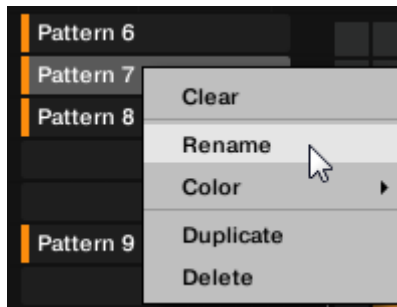 Pattern 6
Pattern 7
Clear
Pattern 8
Rename
Color
Pattern 9
Duplicate
Delete